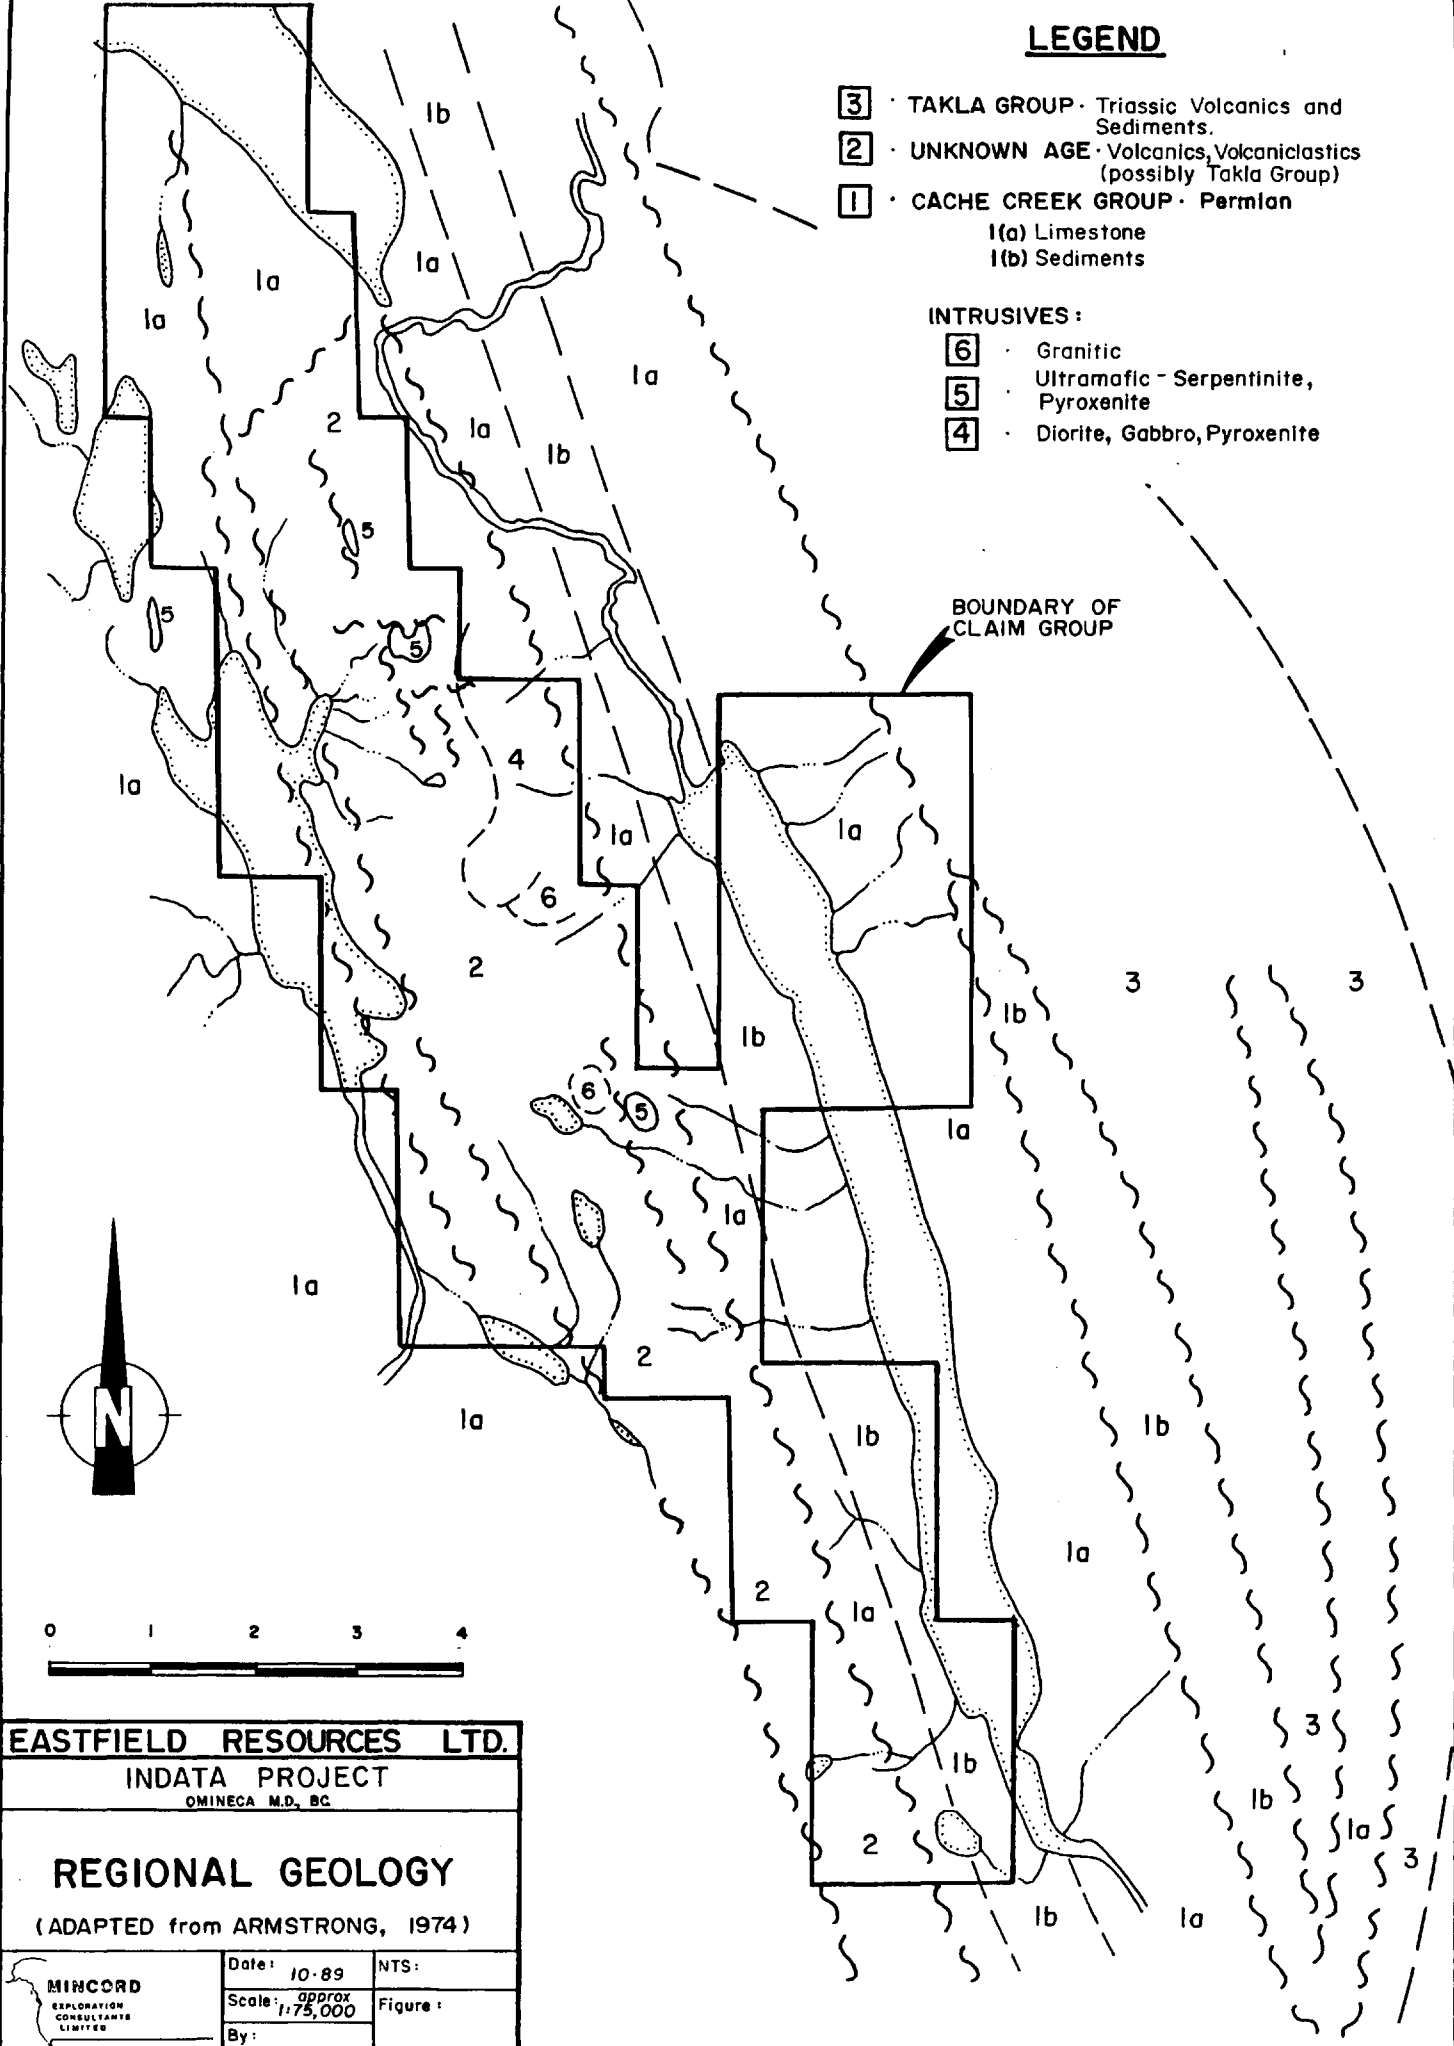 LEGEND
3 · TAKLA GROUP · Triassic Volcanics and
Sediments.
2 · UNKNOWN AGE · Volcanics, Volcaniclastics
(possibly Takla Group)
1 · CACHE CREEK GROUP · Permian
1(a) Limestone
1(b) Sediments
INTRUSIVES:
6 · Granitic
5 · Ultramafic - Serpentinite,
Pyroxenite
4 · Diorite, Gabbro, Pyroxenite
1b
1a
1a
1a
1a
2
1a
1b
5
5
BOUNDARY OF
CLAIM GROUP
5
4
1a
1a
1a
6
2
3
3
1b
1b
6
5
1a
1a
1a
2
1a
1b
1b
1a
2
1a
3
1b
1b
1a
2
3
1b
1a
N
0 1 2 3 4
EASTFIELD RESOURCES LTD.
INDATA PROJECT
OMINECA M.D., BC
REGIONAL GEOLOGY
(ADAPTED from ARMSTRONG, 1974)
MINCORD
EXPLORATION
CONSULTANTS
LIMITED
Date: 10-89
NTS:
Scale: approx
1:75,000
Figure:
By: